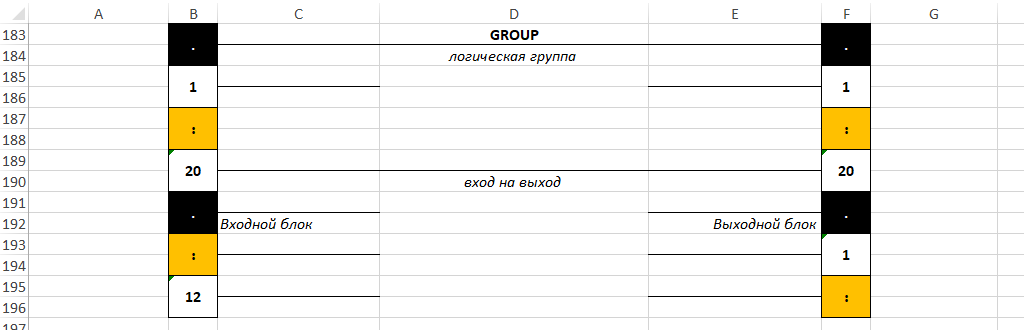 A B C D E F G
183 . GROUP .
184 логическая группа
185 1 1
186
187 : :
188
189 20 20
190 вход на выход
191 . .
192 Входной блок Выходной блок
193 : 1
194
195 12 :
196
197